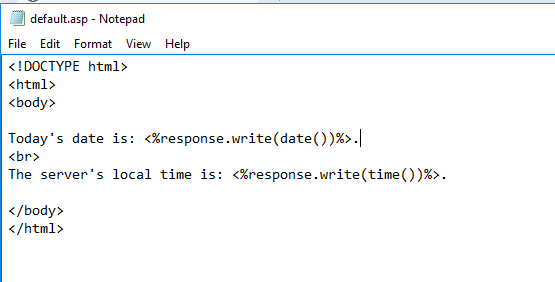 default.asp - Notepad
File Edit Format View Help
<!DOCTYPE html>
<html>
<body>
Today's date is: <%response.write(date())%>.
<br>
The server's local time is: <%response.write(time())%>.
</body>
</html>